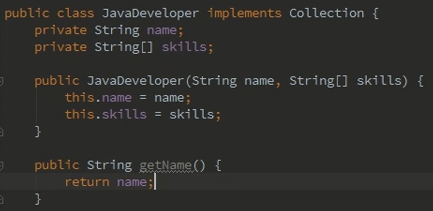 public class JavaDeveloper implements Collection {
private String name;
private String[] skills;
public JavaDeveloper(String name, String[] skills) {
this.name = name;
this.skills = skills;
}
public String getName() {
return name;
}